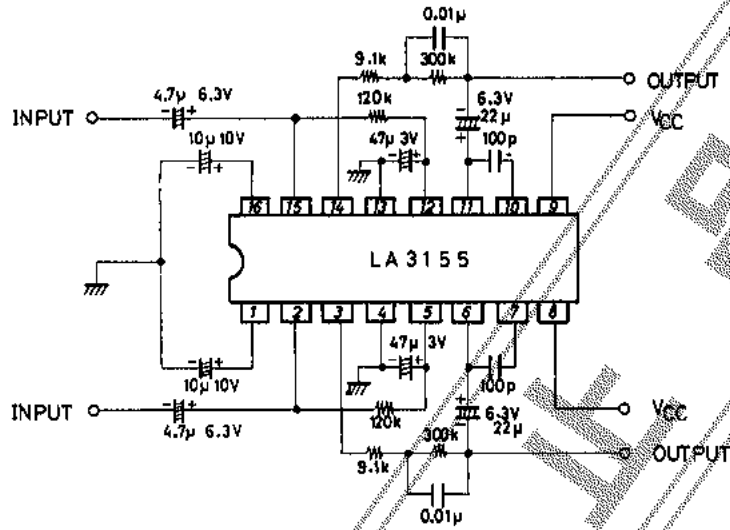 0.01µ
9.1k 300k
OUTPUT
4.7µ 6.3V
120k
6.3V
22µ
INPUT
VCC
10µ 10V
47µ 3V
100p
16 15 14 13 12 11 10 9
LA3155
1 2 3 4 5 6 7 8
47µ 3V
10µ 10V
100p
INPUT
4.7µ 6.3V
120k
6.3V
22µ
VCC
9.1k
300k
OUTPUT
0.01µ